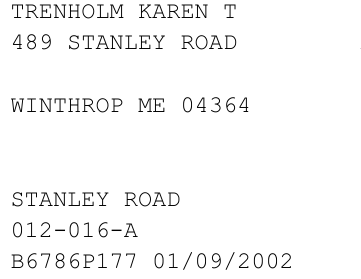 TRENHOLM KAREN T
489 STANLEY ROAD
WINTHROP ME 04364
STANLEY ROAD
012-016-A
B6786P177 01/09/2002